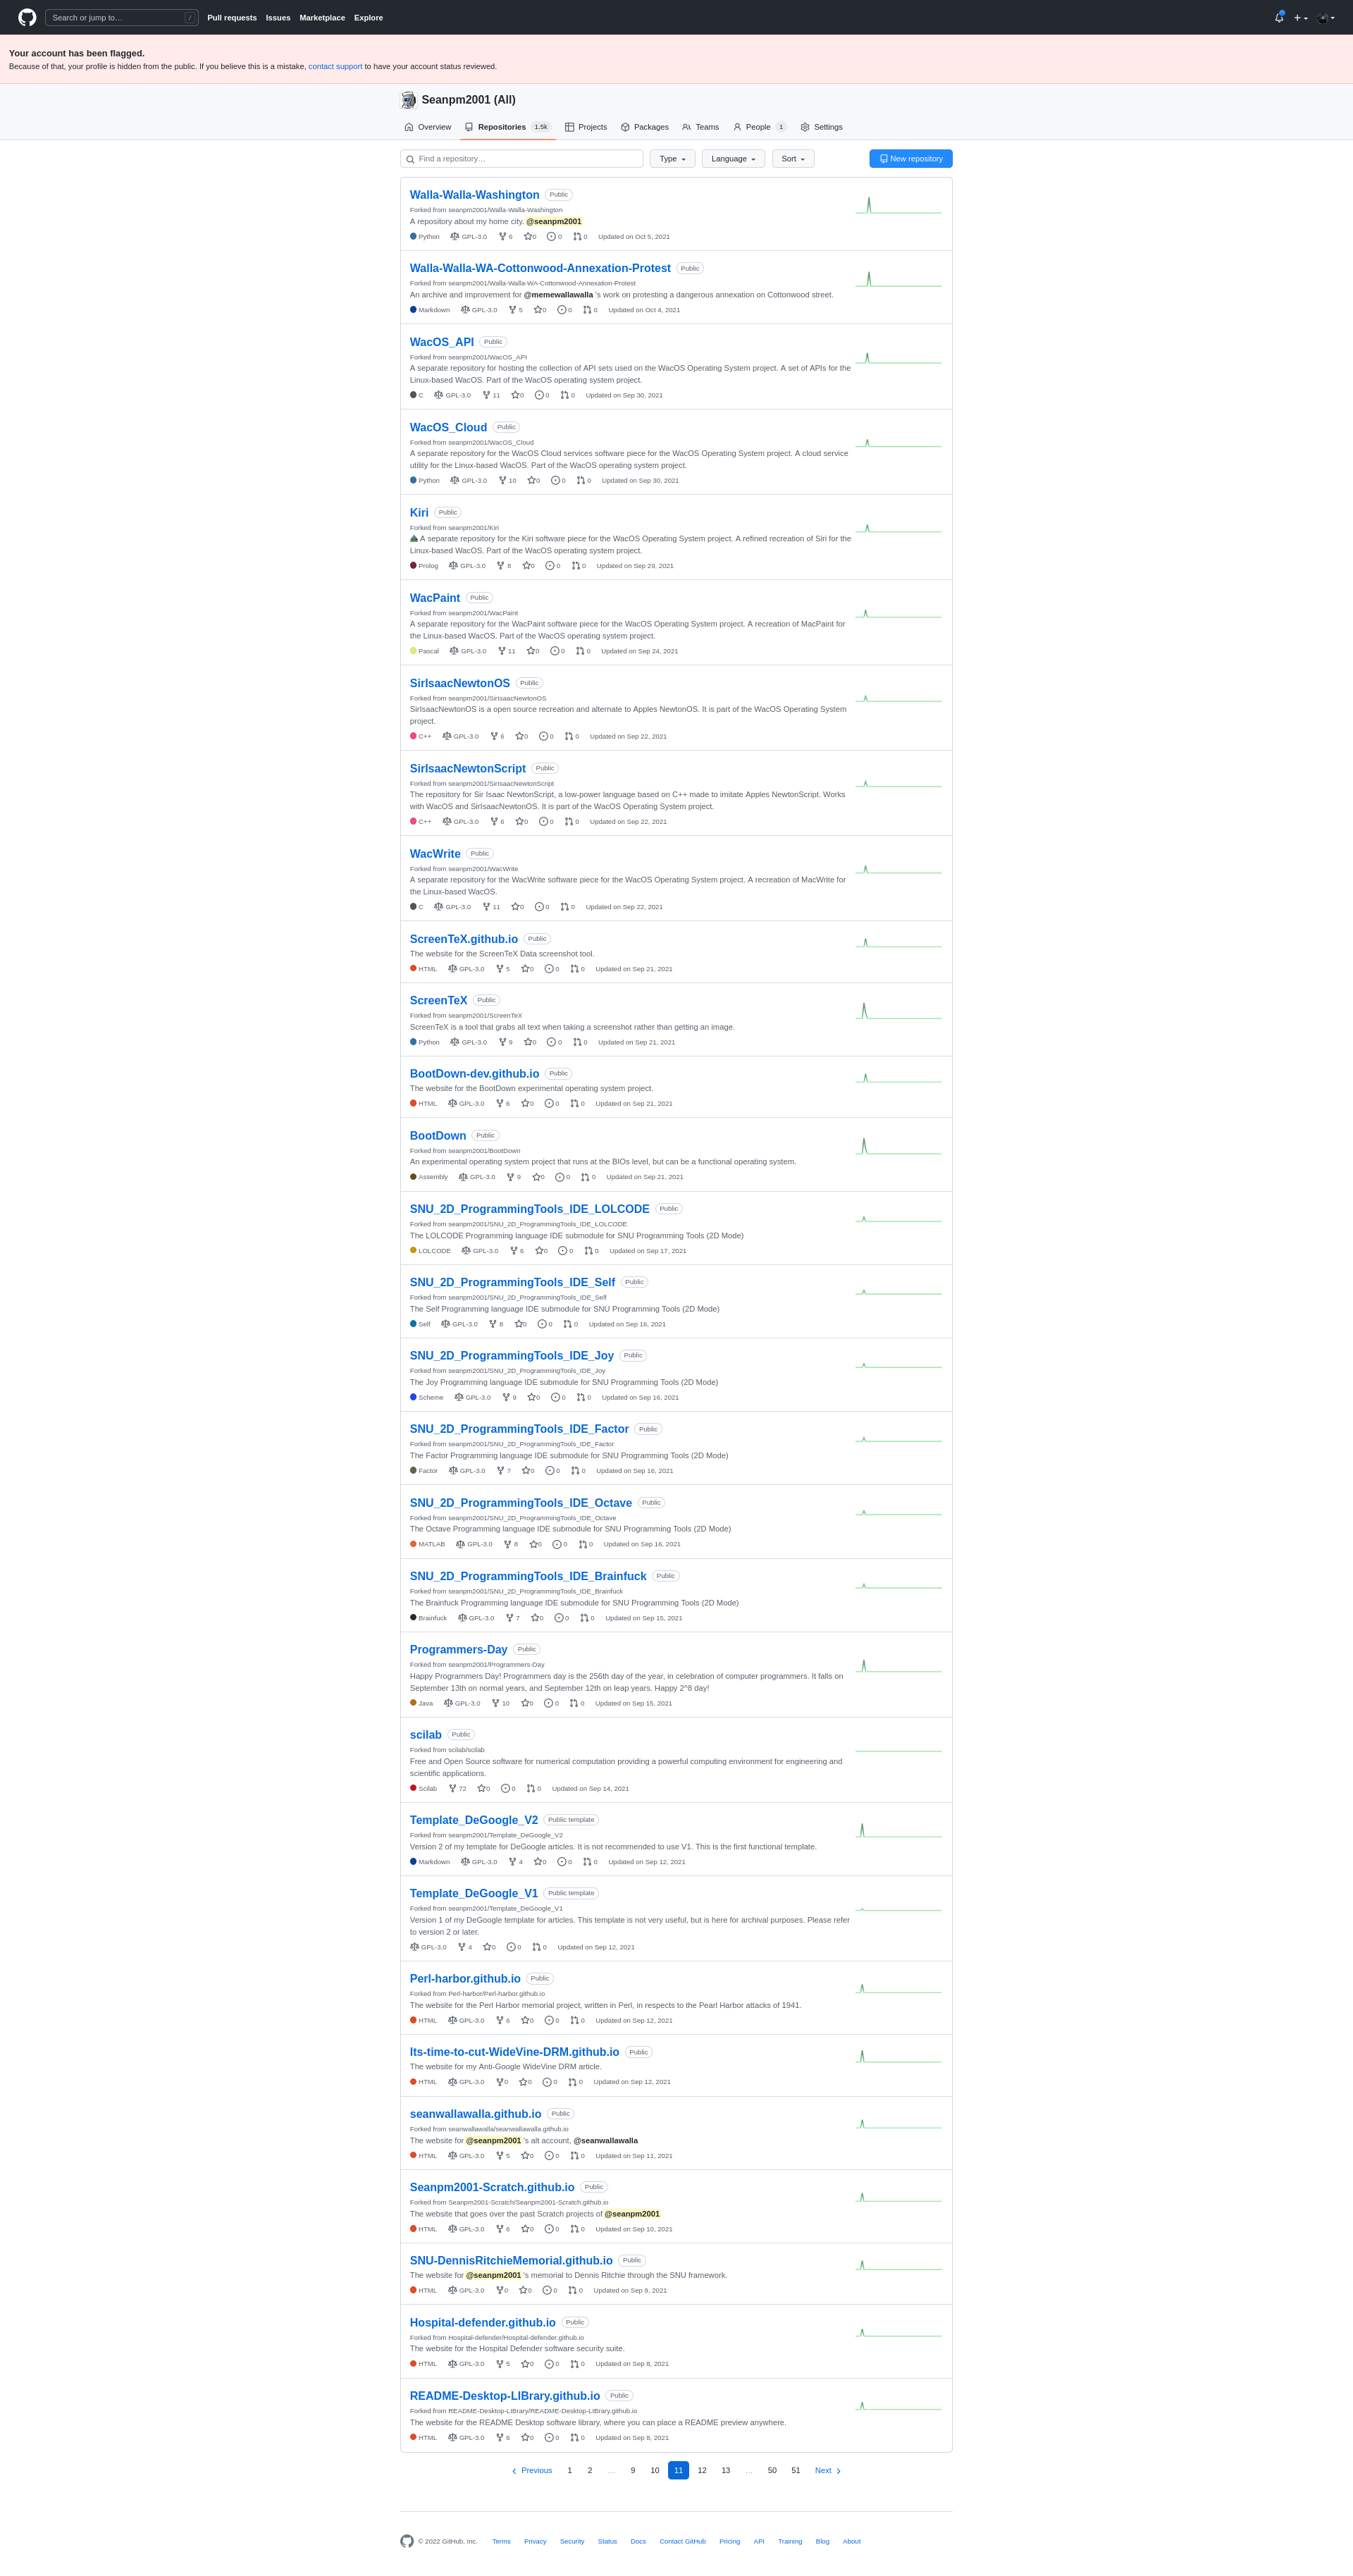 Search or jump to… /
Pull requests Issues Marketplace Explore
Your account has been flagged.
Because of that, your profile is hidden from the public. If you believe this is a mistake, contact support to have your account status reviewed.
Seanpm2001 (All)
Overview Repositories 1.5k Projects Packages Teams People 1 Settings
Find a repository… Type Language Sort New repository
Walla-Walla-Washington Public
Forked from seanpm2001/Walla-Walla-Washington
A repository about my home city. @seanpm2001
Python GPL-3.0 6 0 0 0 Updated on Oct 5, 2021
Walla-Walla-WA-Cottonwood-Annexation-Protest Public
Forked from seanpm2001/Walla-Walla-WA-Cottonwood-Annexation-Protest
An archive and improvement for @memewallawalla 's work on protesting a dangerous annexation on Cottonwood street.
Markdown GPL-3.0 5 0 0 0 Updated on Oct 4, 2021
WacOS_API Public
Forked from seanpm2001/WacOS_API
A separate repository for hosting the collection of API sets used on the WacOS Operating System project. A set of APIs for the
Linux-based WacOS. Part of the WacOS operating system project.
C GPL-3.0 11 0 0 0 Updated on Sep 30, 2021
WacOS_Cloud Public
Forked from seanpm2001/WacOS_Cloud
A separate repository for the WacOS Cloud services software piece for the WacOS Operating System project. A cloud service
utility for the Linux-based WacOS. Part of the WacOS operating system project.
Python GPL-3.0 10 0 0 0 Updated on Sep 30, 2021
Kiri Public
Forked from seanpm2001/Kiri
A separate repository for the Kiri software piece for the WacOS Operating System project. A refined recreation of Siri for the
Linux-based WacOS. Part of the WacOS operating system project.
Prolog GPL-3.0 8 0 0 0 Updated on Sep 29, 2021
WacPaint Public
Forked from seanpm2001/WacPaint
A separate repository for the WacPaint software piece for the WacOS Operating System project. A recreation of MacPaint for
the Linux-based WacOS. Part of the WacOS operating system project.
Pascal GPL-3.0 11 0 0 0 Updated on Sep 24, 2021
SirIsaacNewtonOS Public
Forked from seanpm2001/SirIsaacNewtonOS
SirIsaacNewtonOS is a open source recreation and alternate to Apples NewtonOS. It is part of the WacOS Operating System
project.
C++ GPL-3.0 6 0 0 0 Updated on Sep 22, 2021
SirIsaacNewtonScript Public
Forked from seanpm2001/SirIsaacNewtonScript
The repository for Sir Isaac NewtonScript, a low-power language based on C++ made to imitate Apples NewtonScript. Works
with WacOS and SirIsaacNewtonOS. It is part of the WacOS Operating System project.
C++ GPL-3.0 6 0 0 0 Updated on Sep 22, 2021
WacWrite Public
Forked from seanpm2001/WacWrite
A separate repository for the WacWrite software piece for the WacOS Operating System project. A recreation of MacWrite for
the Linux-based WacOS.
C GPL-3.0 11 0 0 0 Updated on Sep 22, 2021
ScreenTeX.github.io Public
The website for the ScreenTeX Data screenshot tool.
HTML GPL-3.0 5 0 0 0 Updated on Sep 21, 2021
ScreenTeX Public
Forked from seanpm2001/ScreenTeX
ScreenTeX is a tool that grabs all text when taking a screenshot rather than getting an image.
Python GPL-3.0 9 0 0 0 Updated on Sep 21, 2021
BootDown-dev.github.io Public
The website for the BootDown experimental operating system project.
HTML GPL-3.0 6 0 0 0 Updated on Sep 21, 2021
BootDown Public
Forked from seanpm2001/BootDown
An experimental operating system project that runs at the BIOs level, but can be a functional operating system.
Assembly GPL-3.0 9 0 0 0 Updated on Sep 21, 2021
SNU_2D_ProgrammingTools_IDE_LOLCODE Public
Forked from seanpm2001/SNU_2D_ProgrammingTools_IDE_LOLCODE
The LOLCODE Programming language IDE submodule for SNU Programming Tools (2D Mode)
LOLCODE GPL-3.0 6 0 0 0 Updated on Sep 17, 2021
SNU_2D_ProgrammingTools_IDE_Self Public
Forked from seanpm2001/SNU_2D_ProgrammingTools_IDE_Self
The Self Programming language IDE submodule for SNU Programming Tools (2D Mode)
Self GPL-3.0 8 0 0 0 Updated on Sep 16, 2021
SNU_2D_ProgrammingTools_IDE_Joy Public
Forked from seanpm2001/SNU_2D_ProgrammingTools_IDE_Joy
The Joy Programming language IDE submodule for SNU Programming Tools (2D Mode)
Scheme GPL-3.0 9 0 0 0 Updated on Sep 16, 2021
SNU_2D_ProgrammingTools_IDE_Factor Public
Forked from seanpm2001/SNU_2D_ProgrammingTools_IDE_Factor
The Factor Programming language IDE submodule for SNU Programming Tools (2D Mode)
Factor GPL-3.0 7 0 0 0 Updated on Sep 16, 2021
SNU_2D_ProgrammingTools_IDE_Octave Public
Forked from seanpm2001/SNU_2D_ProgrammingTools_IDE_Octave
The Octave Programming language IDE submodule for SNU Programming Tools (2D Mode)
MATLAB GPL-3.0 8 0 0 0 Updated on Sep 16, 2021
SNU_2D_ProgrammingTools_IDE_Brainfuck Public
Forked from seanpm2001/SNU_2D_ProgrammingTools_IDE_Brainfuck
The Brainfuck Programming language IDE submodule for SNU Programming Tools (2D Mode)
Brainfuck GPL-3.0 7 0 0 0 Updated on Sep 15, 2021
Programmers-Day Public
Forked from seanpm2001/Programmers-Day
Happy Programmers Day! Programmers day is the 256th day of the year, in celebration of computer programmers. It falls on
September 13th on normal years, and September 12th on leap years. Happy 2^8 day!
Java GPL-3.0 10 0 0 0 Updated on Sep 15, 2021
scilab Public
Forked from scilab/scilab
Free and Open Source software for numerical computation providing a powerful computing environment for engineering and
scientific applications.
Scilab 72 0 0 0 Updated on Sep 14, 2021
Template_DeGoogle_V2 Public template
Forked from seanpm2001/Template_DeGoogle_V2
Version 2 of my template for DeGoogle articles. It is not recommended to use V1. This is the first functional template.
Markdown GPL-3.0 4 0 0 0 Updated on Sep 12, 2021
Template_DeGoogle_V1 Public template
Forked from seanpm2001/Template_DeGoogle_V1
Version 1 of my DeGoogle template for articles. This template is not very useful, but is here for archival purposes. Please refer
to version 2 or later.
GPL-3.0 4 0 0 0 Updated on Sep 12, 2021
Perl-harbor.github.io Public
Forked from Perl-harbor/Perl-harbor.github.io
The website for the Perl Harbor memorial project, written in Perl, in respects to the Pearl Harbor attacks of 1941.
HTML GPL-3.0 6 0 0 0 Updated on Sep 12, 2021
Its-time-to-cut-WideVine-DRM.github.io Public
The website for my Anti-Google WideVine DRM article.
HTML GPL-3.0 0 0 0 0 Updated on Sep 12, 2021
seanwallawalla.github.io Public
Forked from seanwallawalla/seanwallawalla.github.io
The website for @seanpm2001 's alt account, @seanwallawalla
HTML GPL-3.0 5 0 0 0 Updated on Sep 11, 2021
Seanpm2001-Scratch.github.io Public
Forked from Seanpm2001-Scratch/Seanpm2001-Scratch.github.io
The website that goes over the past Scratch projects of @seanpm2001
HTML GPL-3.0 6 0 0 0 Updated on Sep 10, 2021
SNU-DennisRitchieMemorial.github.io Public
The website for @seanpm2001 's memorial to Dennis Ritchie through the SNU framework.
HTML GPL-3.0 0 0 0 0 Updated on Sep 9, 2021
Hospital-defender.github.io Public
Forked from Hospital-defender/Hospital-defender.github.io
The website for the Hospital Defender software security suite.
HTML GPL-3.0 5 0 0 0 Updated on Sep 8, 2021
README-Desktop-LIBrary.github.io Public
Forked from README-Desktop-LIBrary/README-Desktop-LIBrary.github.io
The website for the README Desktop software library, where you can place a README preview anywhere.
HTML GPL-3.0 6 0 0 0 Updated on Sep 8, 2021
Previous 1 2 … 9 10 11 12 13 … 50 51 Next
© 2022 GitHub, Inc. Terms Privacy Security Status Docs Contact GitHub Pricing API Training Blog About